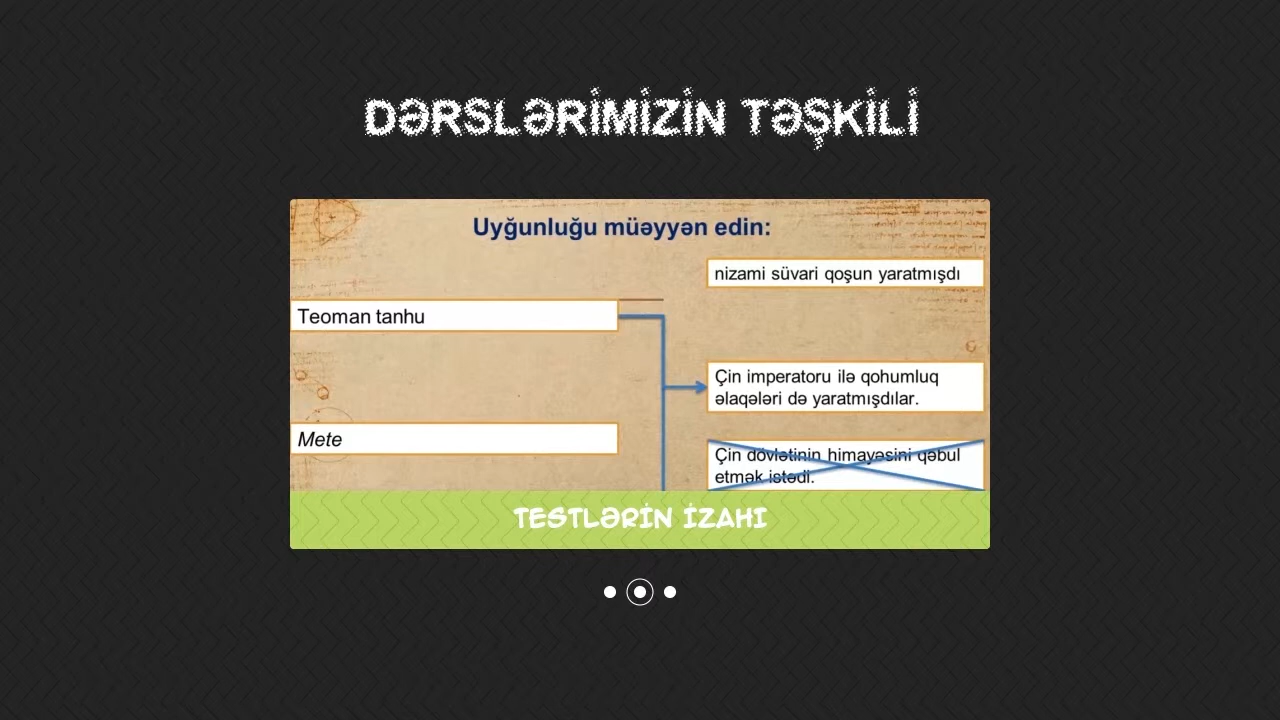 DƏRSLƏRİMİZİN TƏŞKİLİ
Uyğunluğu müəyyən edin:
nizami süvari qoşun yaratmışdı
Teoman tanhu
Çin imperatoru ilə qohumluq
əlaqələri də yaratmışdılar.
Mete
Çin dövlətinin himayəsini qəbul
etmək istədi.
TESTLƏRİN İZAHI